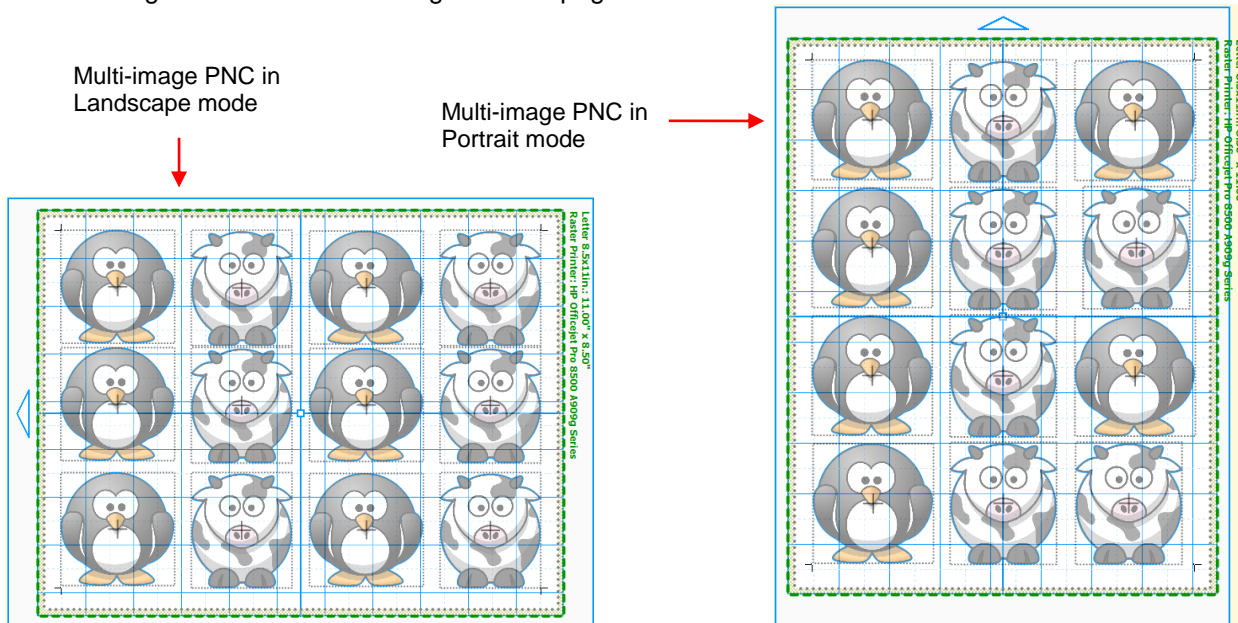 Multi-image PNC in
Landscape mode
Multi-image PNC in
Portrait mode
Letter 8.5x11in.: 11.00" x 8.50"
Raster Printer: HP Officejet Pro 8500 A909g Series
Raster Printer: HP Officejet Pro 8500 A909g Series